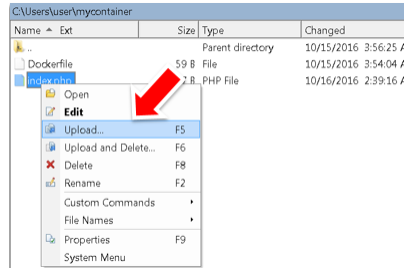 C:\Users\user\mycontainer
Name Ext Size Type Changed
.. Parent directory 10/15/2016 3:56:25 A
Dockerfile 59 B File 10/15/2016 3:54:04 A
index.php 7 B PHP File 10/16/2016 2:39:16 A
Open
Edit
Upload... F5
Upload and Delete... F6
Delete F8
Rename F2
Custom Commands
File Names
Properties F9
System Menu